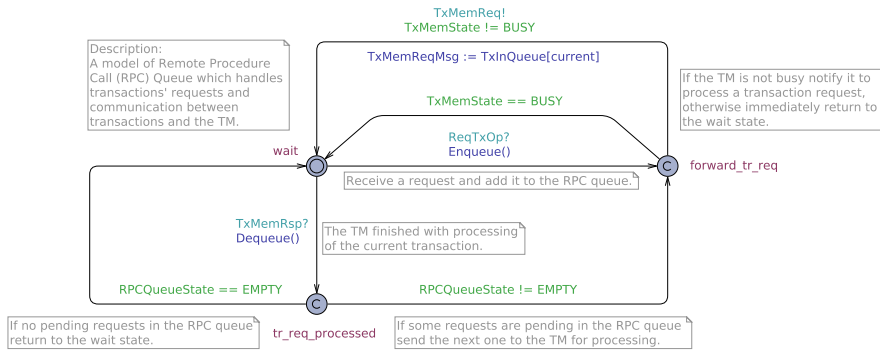 TxMemReq!
TxMemState != BUSY
TxMemReqMsg := TxInQueue[current]
Description:
A model of Remote Procedure
Call (RPC) Queue which handles
transactions' requests and
communication between
transactions and the TM.
If the TM is not busy notify it to
process a transaction request,
otherwise immediately return to
the wait state.
TxMemState == BUSY
ReqTxOp?
Enqueue()
wait
C
forward_tr_req
Receive a request and add it to the RPC queue.
TxMemRsp?
Dequeue()
The TM finished with processing
of the current transaction.
RPCQueueState == EMPTY
RPCQueueState != EMPTY
C
If no pending requests in the RPC queue
return to the wait state.
tr_req_processed
If some requests are pending in the RPC queue
send the next one to the TM for processing.